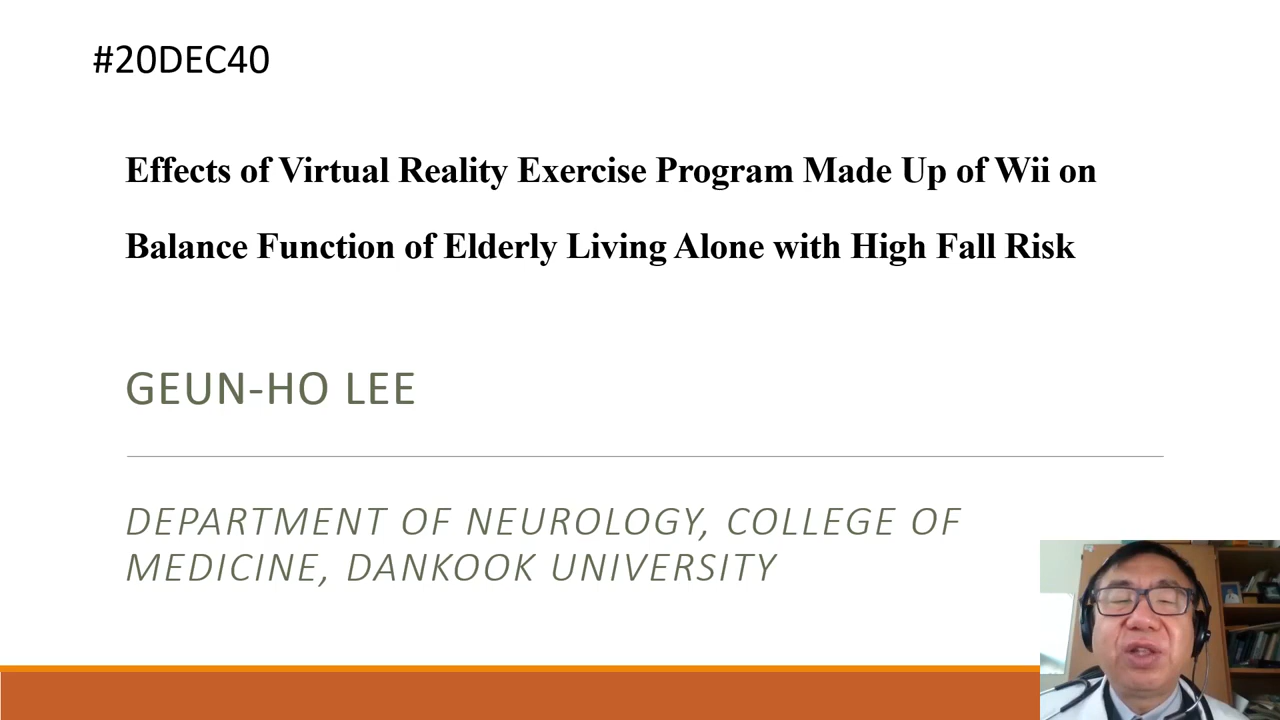 #20DEC40
Effects of Virtual Reality Exercise Program Made Up of Wii on
Balance Function of Elderly Living Alone with High Fall Risk
GEUN-HO LEE
DEPARTMENT OF NEUROLOGY, COLLEGE OF
MEDICINE, DANKOOK UNIVERSITY